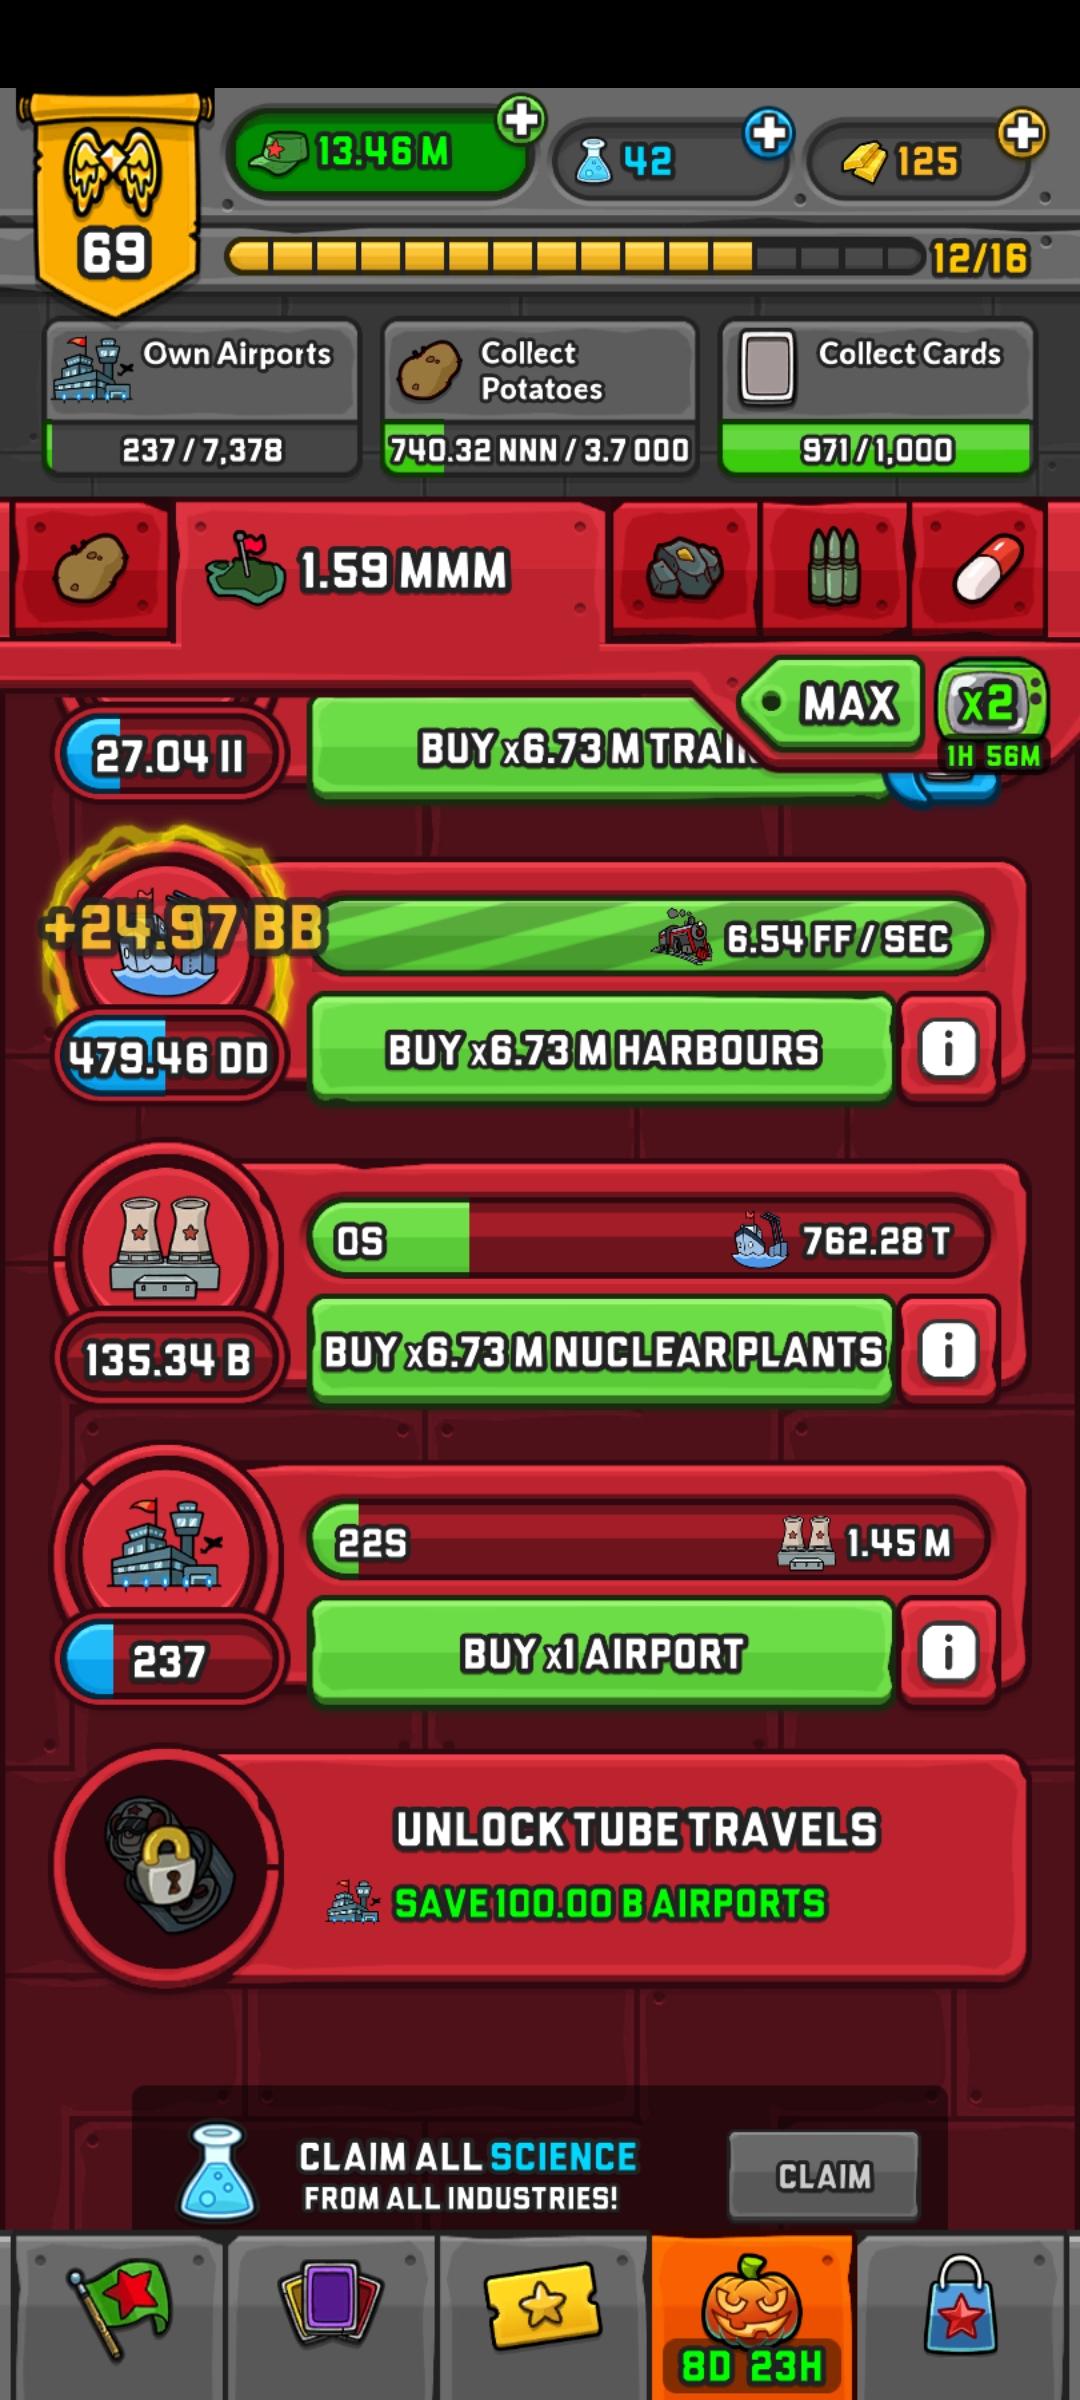 13.46 M
42
125
69
12/16
Own Airports
Collect
Potatoes
Collect Cards
237 / 7,378
740.32 NNN / 3.7 OOO
971 / 1,000
1.59 MMM
MAX
x2
1H 56M
27.04 II
BUY x6.73 M
+24.97 BB
6.54 FF / SEC
479.46 DD
BUY x6.73 M HARBOURS
i
0S
762.28 T
135.34 B
BUY x6.73 M NUCLEAR PLANTS
i
22S
1.45 M
237
BUY x1 AIRPORT
i
UNLOCK TUBE TRAVELS
SAVE 100.00 B AIRPORTS
CLAIM ALL SCIENCE
FROM ALL INDUSTRIES!
CLAIM
8D 23H